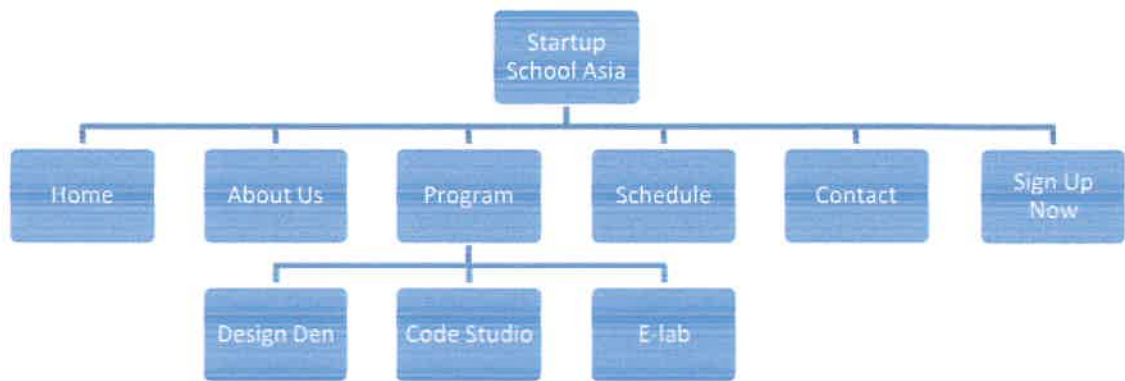 Startup
School Asia
Home
About Us
Program
Schedule
Contact
Sign Up
Now
Design Den
Code Studio
E-lab